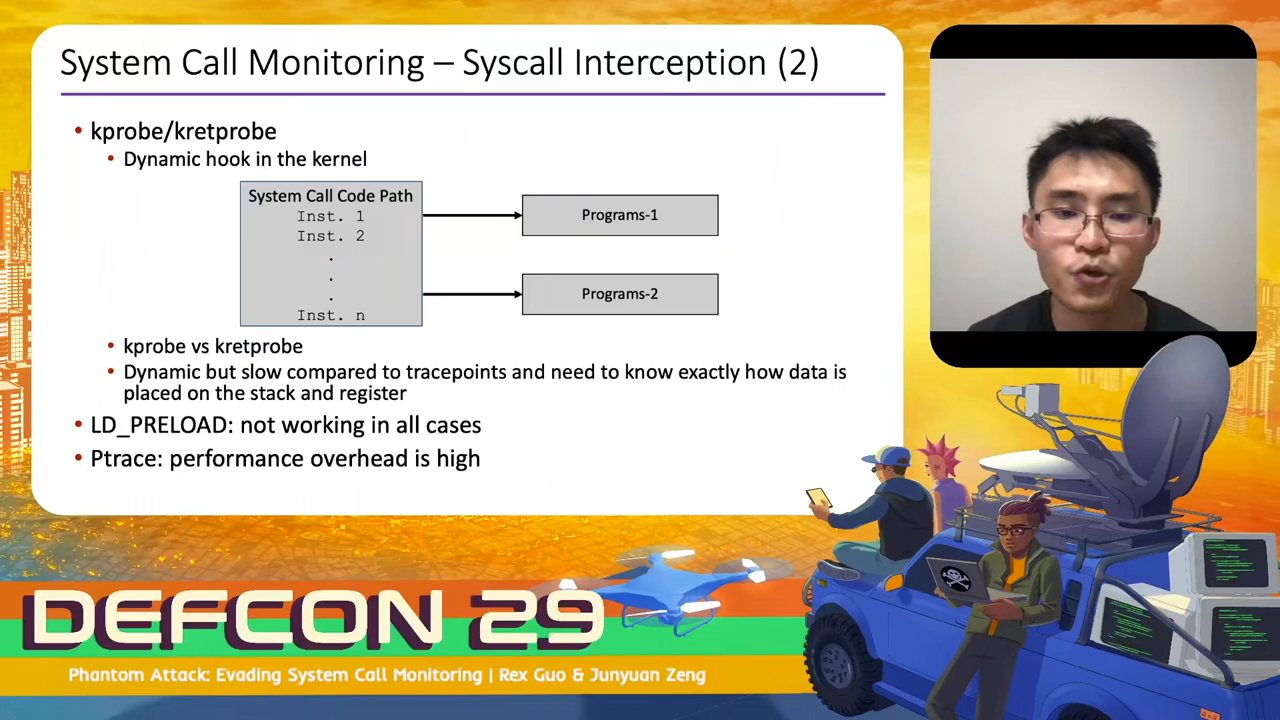 System Call Monitoring – Syscall Interception (2)
• kprobe/kretprobe
• Dynamic hook in the kernel
System Call Code Path
Inst. 1
Inst. 2
.
.
.
Inst. n
Programs-1
Programs-2
• kprobe vs kretprobe
• Dynamic but slow compared to tracepoints and need to know exactly how data is
placed on the stack and register
• LD_PRELOAD: not working in all cases
• Ptrace: performance overhead is high
DEFCON 29
Phantom Attack: Evading System Call Monitoring | Rex Guo & Junyuan Zeng